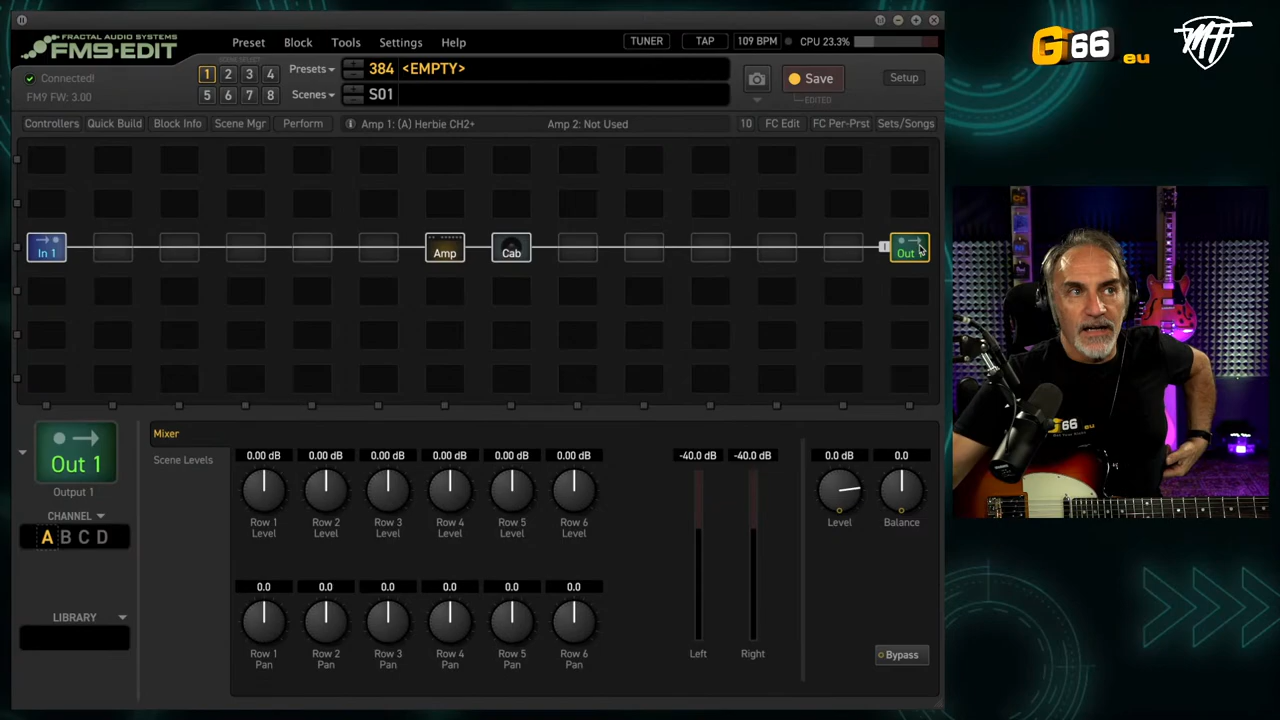 FRACTAL AUDIO SYSTEMS
FM9-EDIT
Preset Block Tools Settings Help
TUNER TAP 109 BPM CPU 23.3%
Connected!
FM9 FW: 3.00
SCENE SELECT
1 2 3 4
5 6 7 8
Presets 384 <EMPTY>
Scenes S01
Save
EDITED
Setup
Controllers Quick Build Block Info Scene Mgr Perform Amp 1: (A) Herbie CH2+ Amp 2: Not Used 10 FC Edit FC Per-Prst Sets/Songs
In 1 Amp Cab Out
Out 1
Output 1
CHANNEL
A B C D
LIBRARY
Mixer
Scene Levels
0.00 dB 0.00 dB 0.00 dB 0.00 dB 0.00 dB 0.00 dB -40.0 dB -40.0 dB 0.0 dB 0.0
Row 1 Level Row 2 Level Row 3 Level Row 4 Level Row 5 Level Row 6 Level Level Balance
0.0 0.0 0.0 0.0 0.0 0.0
Row 1 Pan Row 2 Pan Row 3 Pan Row 4 Pan Row 5 Pan Row 6 Pan Left Right
Bypass
G66 eu
G66 eu